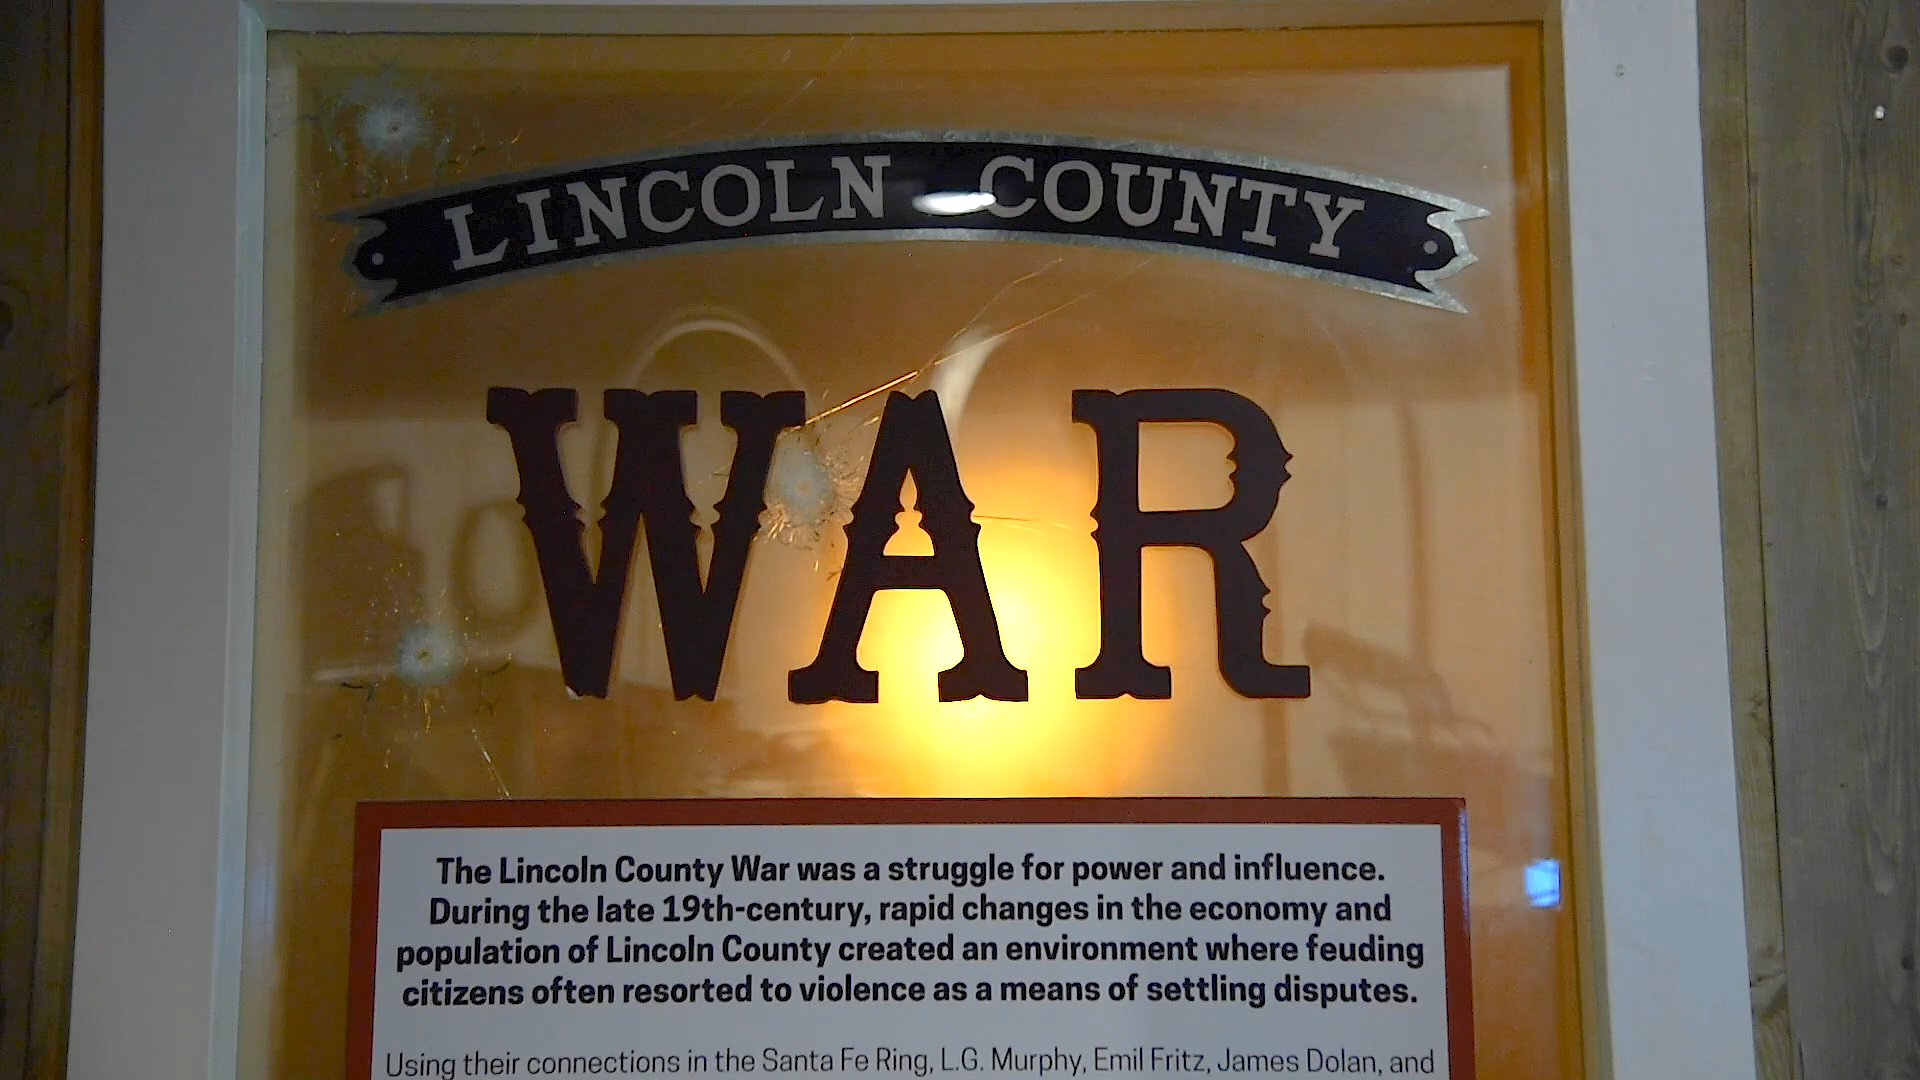 LINCOLN COUNTY
WAR
The Lincoln County War was a struggle for power and influence.
During the late 19th-century, rapid changes in the economy and
population of Lincoln County created an environment where feuding
citizens often resorted to violence as a means of settling disputes.
Using their connections in the Santa Fe Ring, L.G. Murphy, Emil Fritz, James Dolan, and